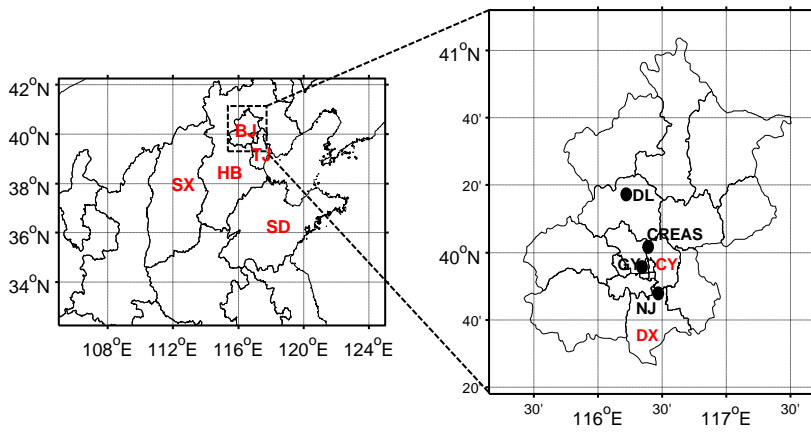 42°N
40°N
38°N
36°N
34°N
108°E 112°E 116°E 120°E 124°E
BJ
TJ
HB
SX
SD
41°N
40'
20'
40°N
40'
20'
30' 116°E 30' 117°E 30'
DL
CREAS
GY CY
NJ
DX